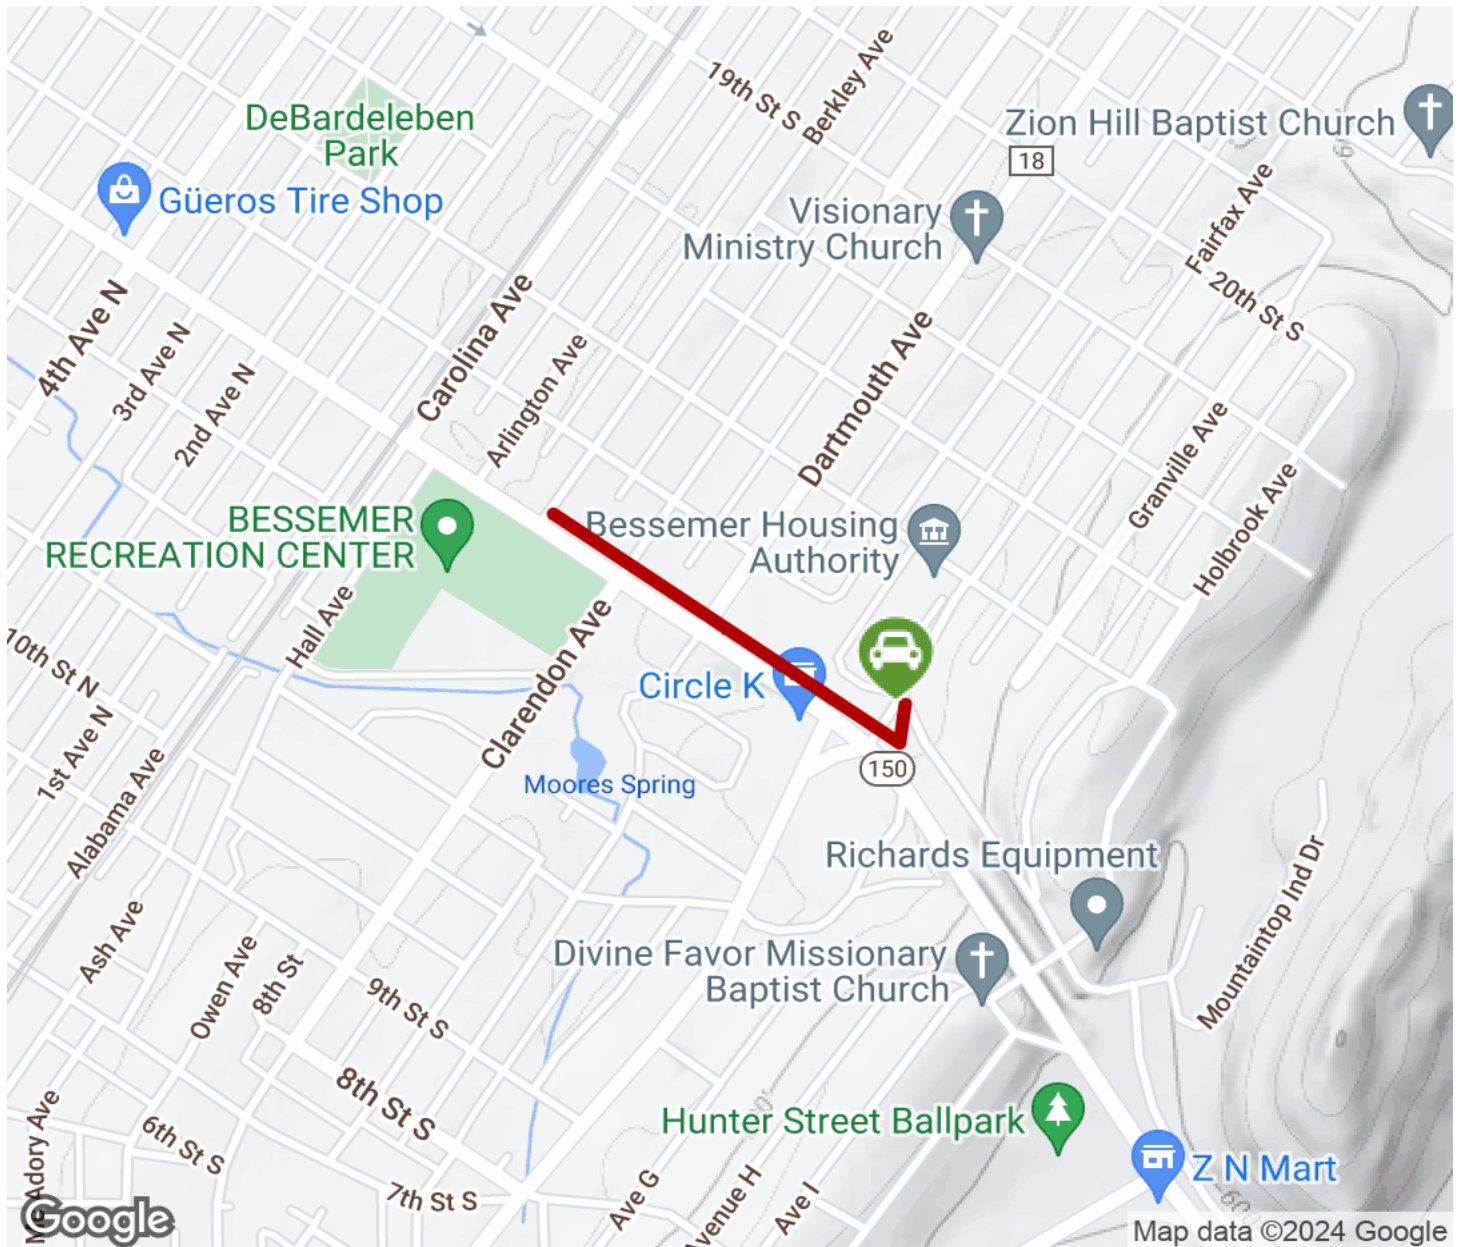 19th St S
Berkley Ave
DeBardeleben
Park
Zion Hill Baptist Church
18
Güeros Tire Shop
Visionary
Ministry Church
Fairfax Ave
20th St S
4th Ave N
3rd Ave N
2nd Ave N
Carolina Ave
Arlington Ave
Dartmouth Ave
Granville Ave
Holbrook Ave
BESSEMER
RECREATION CENTER
Bessemer Housing
Authority
Hall Ave
Clarendon Ave
10th St N
1st Ave N
Alabama Ave
Circle K
150
Moores Spring
Richards Equipment
Mountaintop Ind Dr
Ash Ave
Owen Ave
8th St
9th St S
Divine Favor Missionary
Baptist Church
8th St S
Hunter Street Ballpark
6th St S
7th St S
Ave G
Avenue H
Ave I
Z N Mart
Google
Map data ©2024 Google